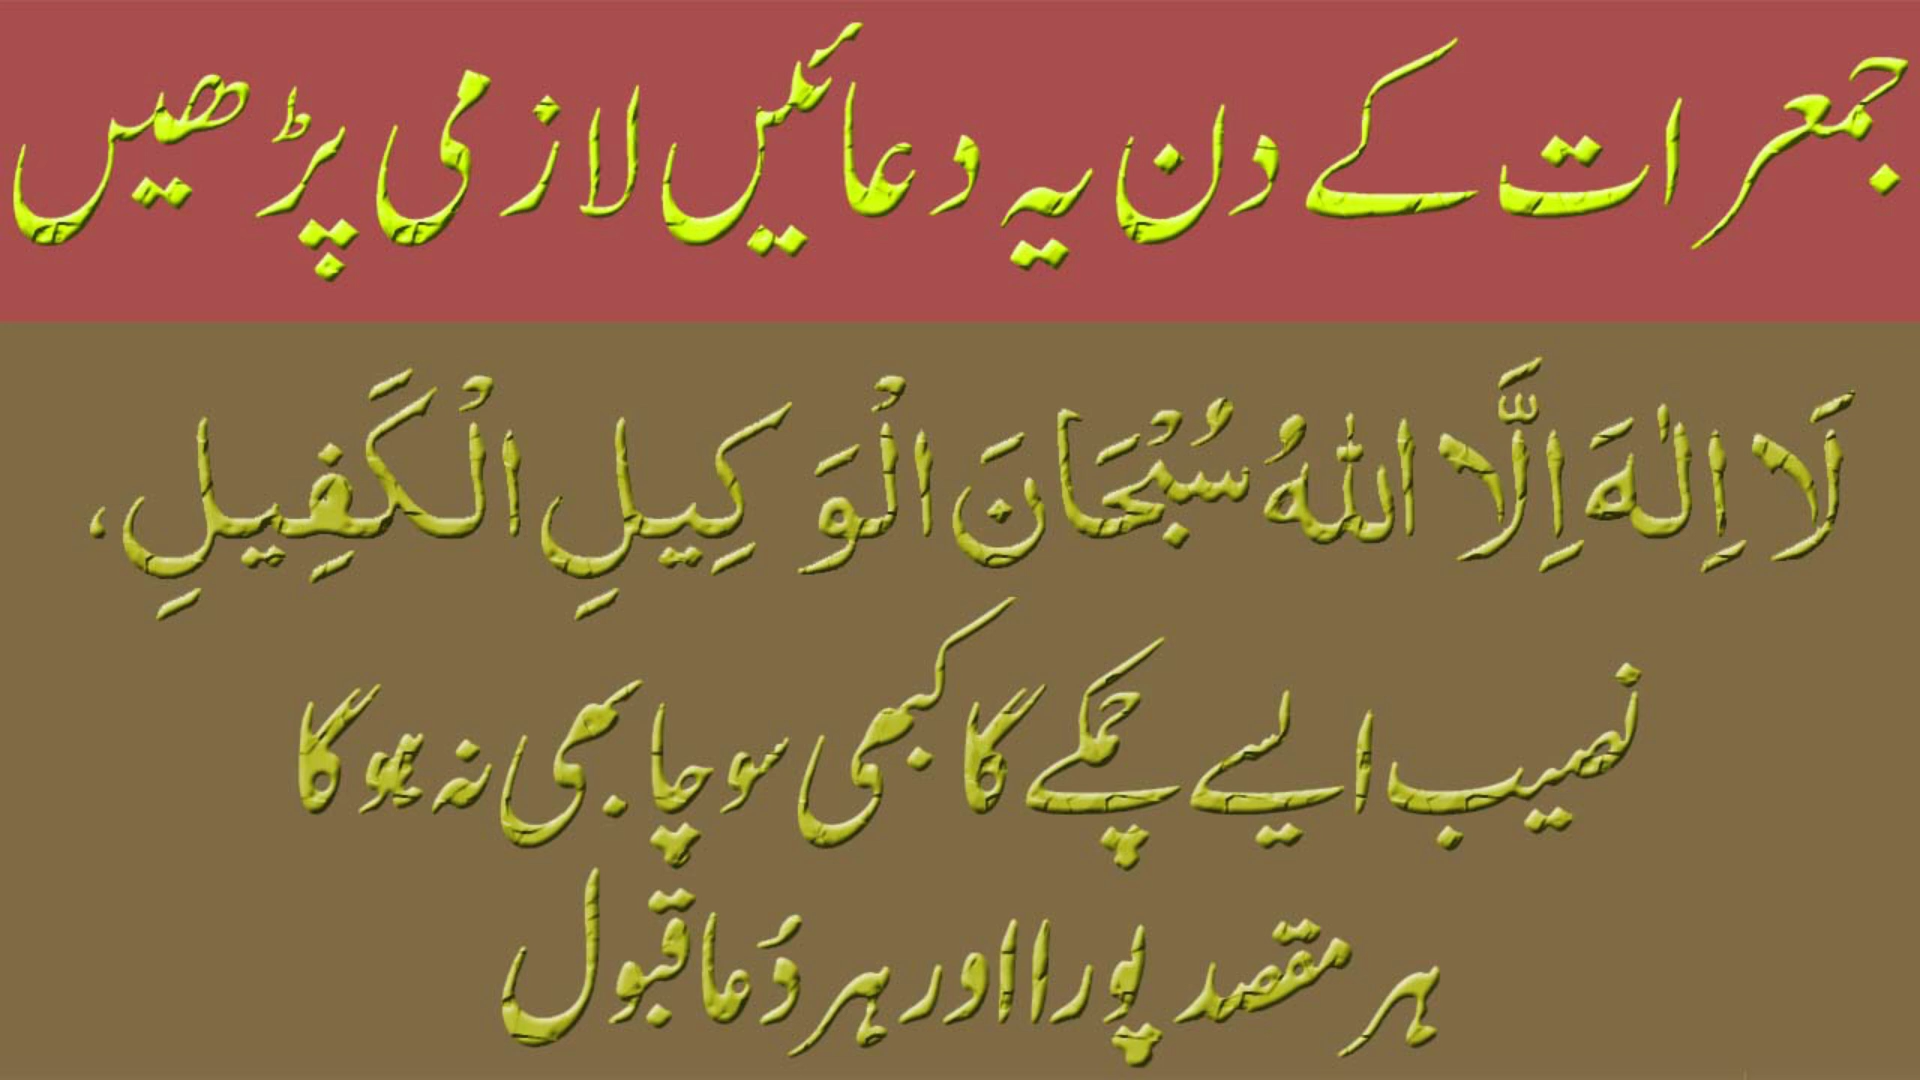 جمعرات کے دن یہ دعائیں لازمی پڑھیں
لَا اِلٰهَ اِلَّا اللهُ سُبْحَانَ الْوَکِیلِ الْکَفِیلِ،
نصیب ایسے چمکے گا کبھی سوچا بھی نہ ہوگا
ہر مقصد پورا اور ہر دُعا قبول